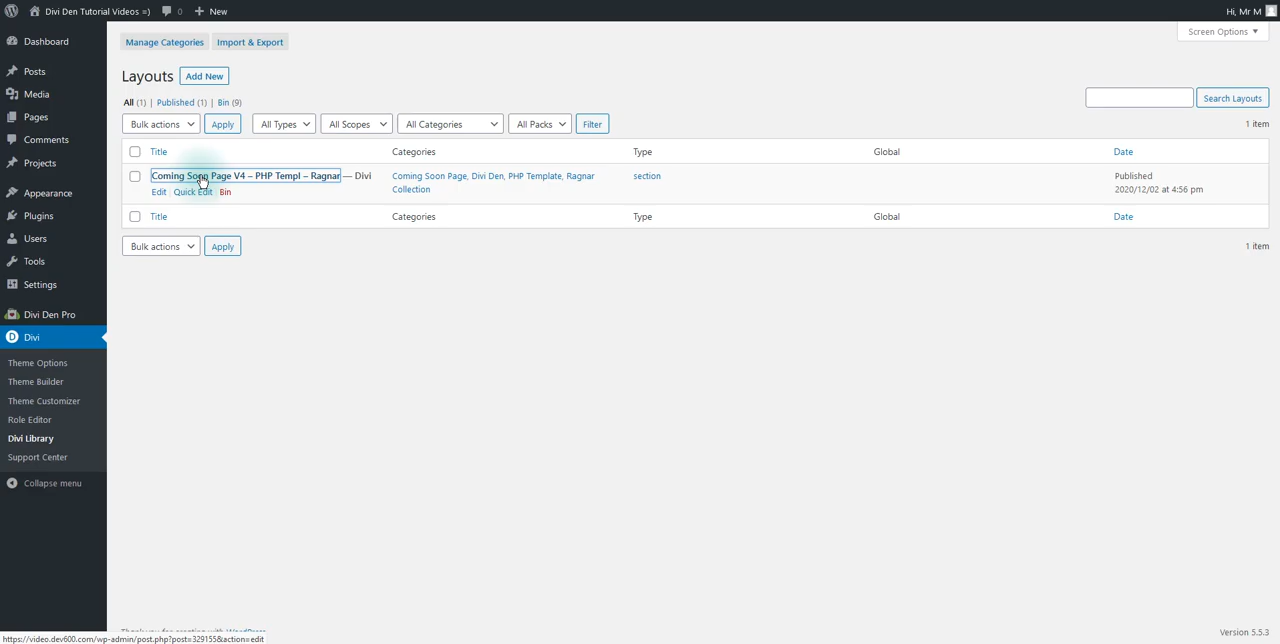 Divi Den Tutorial Videos =) 0 New Hi, Mr M
Screen Options
Dashboard
Posts
Media
Pages
Comments
Projects
Appearance
Plugins
Users
Tools
Settings
Divi Den Pro
Divi
Theme Options
Theme Builder
Theme Customizer
Role Editor
Divi Library
Support Center
Collapse menu
Manage Categories Import & Export
Layouts Add New
All (1) | Published (1) | Bin (9)
Search Layouts
Bulk actions Apply All Types All Scopes All Categories All Packs Filter 1 item
Title Categories Type Global Date
Coming Soon Page V4 – PHP Templ – Ragnar — Divi Coming Soon Page, Divi Den, PHP Template, Ragnar section Published
Edit Quick Edit Bin Collection 2020/12/02 at 4:56 pm
Title Categories Type Global Date
Bulk actions Apply 1 item
Thank you for creating with WordPress
Version 5.5.3
https://video.dev600.com/wp-admin/post.php?post=329155&action=edit